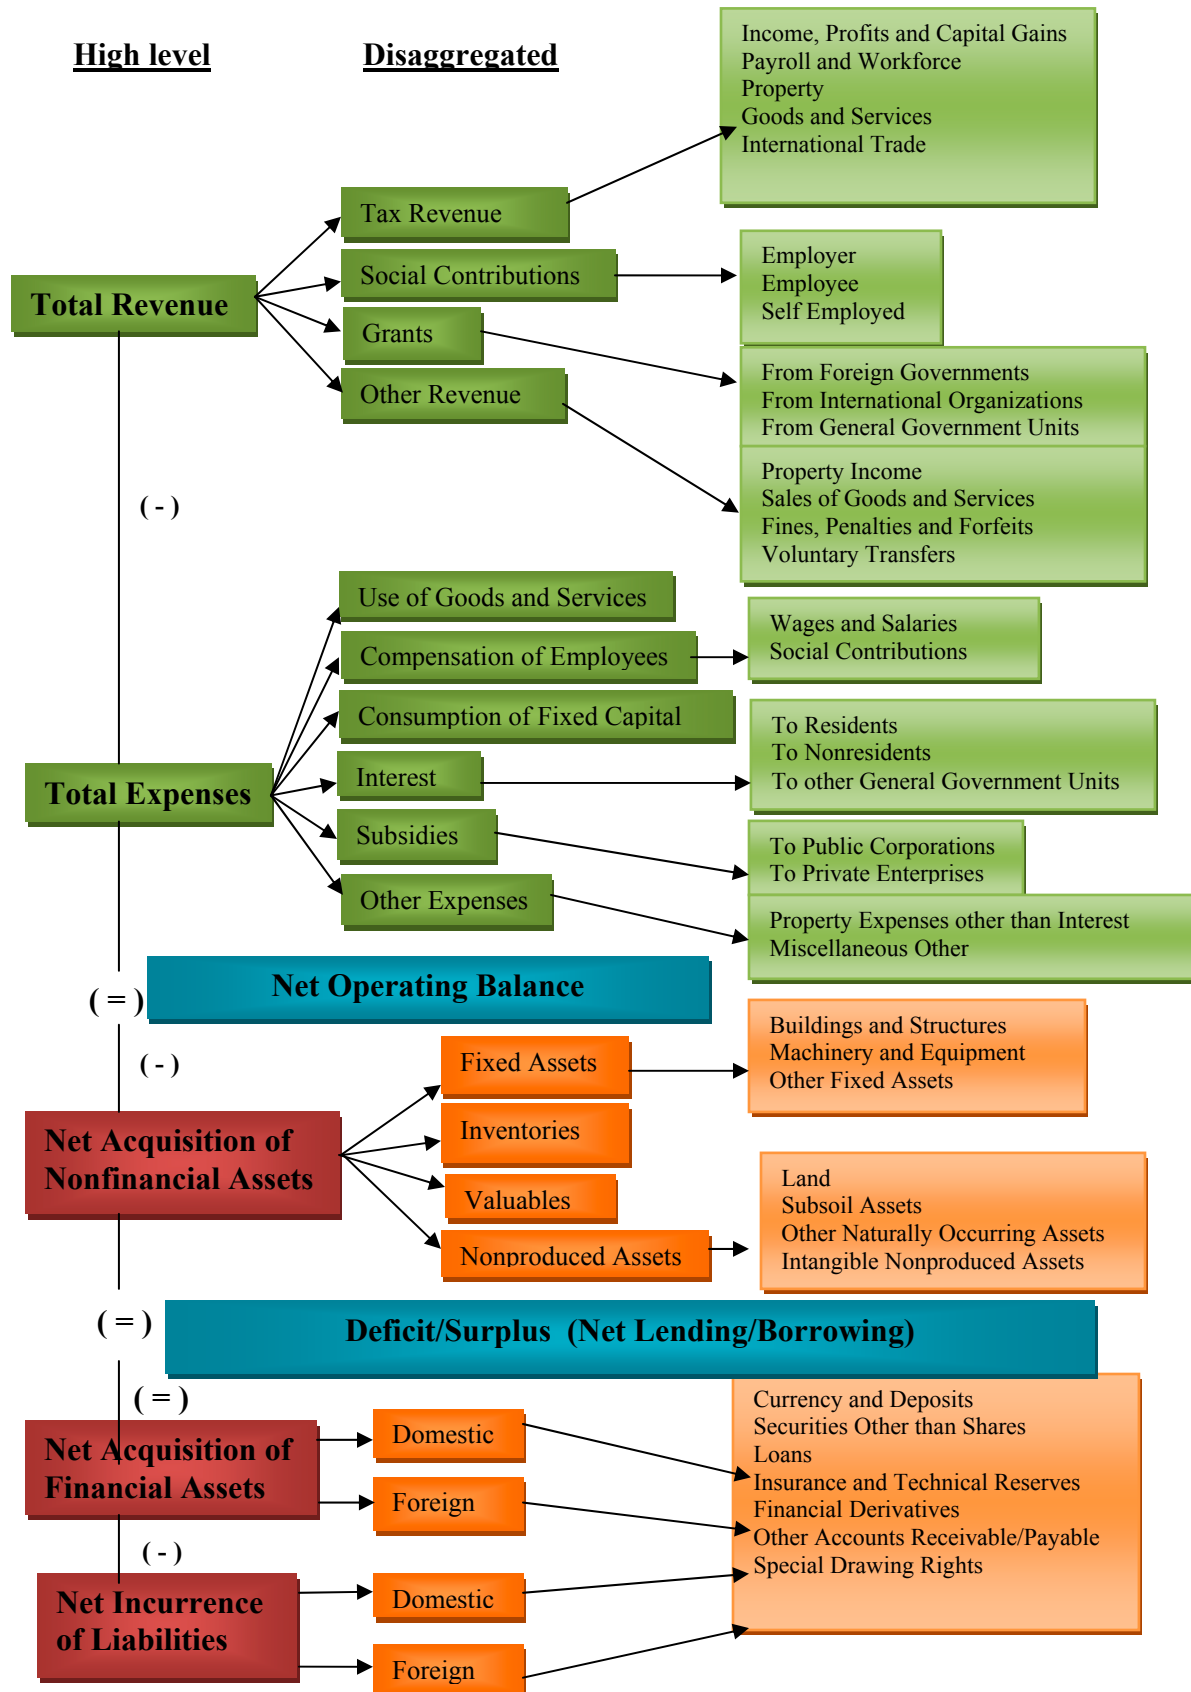 High level
Disaggregated
Income, Profits and Capital Gains
Payroll and Workforce
Property
Goods and Services
International Trade
Tax Revenue
Social Contributions
Employer
Employee
Self Employed
Total Revenue
Grants
From Foreign Governments
From International Organizations
From General Government Units
Other Revenue
Property Income
Sales of Goods and Services
Fines, Penalties and Forfeits
Voluntary Transfers
( - )
Use of Goods and Services
Compensation of Employees
Wages and Salaries
Social Contributions
Consumption of Fixed Capital
To Residents
To Nonresidents
To other General Government Units
Total Expenses
Interest
Subsidies
To Public Corporations
To Private Enterprises
Other Expenses
Property Expenses other than Interest
Miscellaneous Other
( = )
Net Operating Balance
( - )
Fixed Assets
Buildings and Structures
Machinery and Equipment
Other Fixed Assets
Net Acquisition of
Nonfinancial Assets
Inventories
Valuables
Nonproduced Assets
Land
Subsoil Assets
Other Naturally Occurring Assets
Intangible Nonproduced Assets
( = )
Deficit/Surplus (Net Lending/Borrowing)
( = )
Net Acquisition of
Financial Assets
Domestic
Foreign
Currency and Deposits
Securities Other than Shares
Loans
Insurance and Technical Reserves
Financial Derivatives
Other Accounts Receivable/Payable
Special Drawing Rights
( - )
Net Incurrence
of Liabilities
Domestic
Foreign